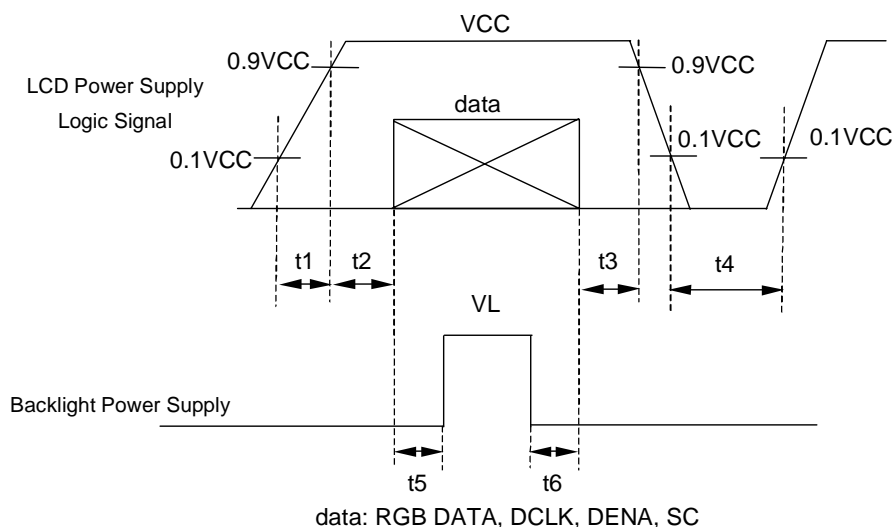 VCC
0.9VCC
0.9VCC
LCD Power Supply
Logic Signal
data
0.1VCC
0.1VCC
0.1VCC
t1
t2
t3
t4
VL
Backlight Power Supply
t5
t6
data: RGB DATA, DCLK, DENA, SC